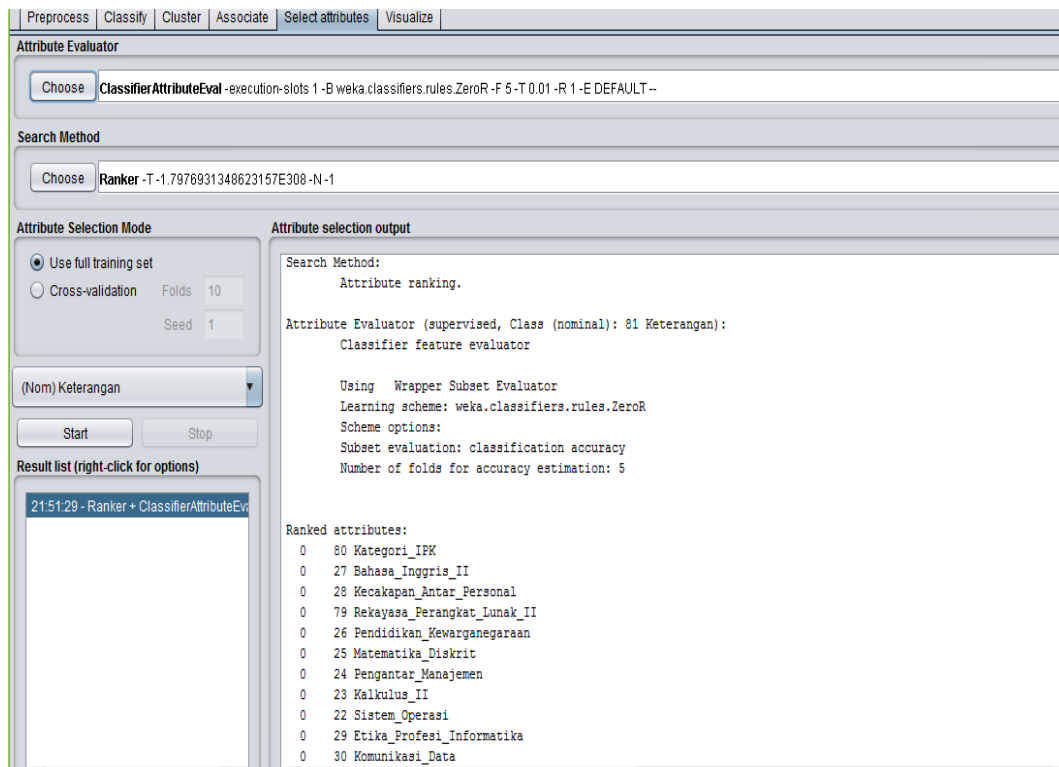 Preprocess Classify Cluster Associate Select attributes Visualize
Attribute Evaluator
Choose ClassifierAttributeEval -execution-slots 1 -B weka.classifiers.rules.ZeroR -F 5 -T 0.01 -R 1 -E DEFAULT --
Search Method
Choose Ranker -T -1.7976931348623157E308 -N -1
Attribute Selection Mode
Use full training set
Cross-validation Folds 10
Seed 1
(Nom) Keterangan
Start Stop
Result list (right-click for options)
21:51:29 - Ranker + ClassifierAttributeEva
Attribute selection output
Search Method:
Attribute ranking.
Attribute Evaluator (supervised, Class (nominal): 81 Keterangan):
Classifier feature evaluator
Using Wrapper Subset Evaluator
Learning scheme: weka.classifiers.rules.ZeroR
Scheme options:
Subset evaluation: classification accuracy
Number of folds for accuracy estimation: 5
Ranked attributes:
0 80 Kategori_IPK
0 27 Bahasa_Inggris_II
0 28 Kecakapan_Antar_Personal
0 79 Rekayasa_Perangkat_Lunak_II
0 26 Pendidikan_Kewarganegaraan
0 25 Matematika_Diskrit
0 24 Pengantar_Manajemen
0 23 Kalkulus_II
0 22 Sistem_Operasi
0 29 Etika_Profesi_Informatika
0 30 Komunikasi_Data